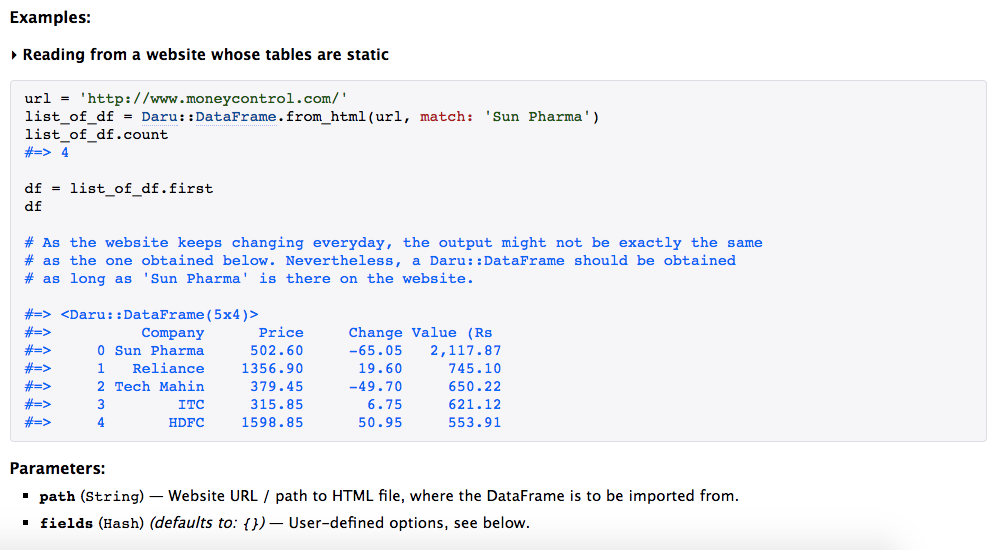 Examples:
▸ Reading from a website whose tables are static
url = 'http://www.moneycontrol.com/'
list_of_df = Daru::DataFrame.from_html(url, match: 'Sun Pharma')
list_of_df.count
#=> 4
df = list_of_df.first
df
# As the website keeps changing everyday, the output might not be exactly the same
# as the one obtained below. Nevertheless, a Daru::DataFrame should be obtained
# as long as 'Sun Pharma' is there on the website.
#=> <Daru::DataFrame(5x4)>
#=>          Company      Price     Change Value (Rs
#=>     0 Sun Pharma     502.60     -65.05   2,117.87
#=>     1   Reliance    1356.90      19.60     745.10
#=>     2 Tech Mahin     379.45     -49.70     650.22
#=>     3        ITC     315.85       6.75     621.12
#=>     4       HDFC    1598.85      50.95     553.91
Parameters:
▪ path (String) — Website URL / path to HTML file, where the DataFrame is to be imported from.
▪ fields (Hash) (defaults to: {}) — User-defined options, see below.